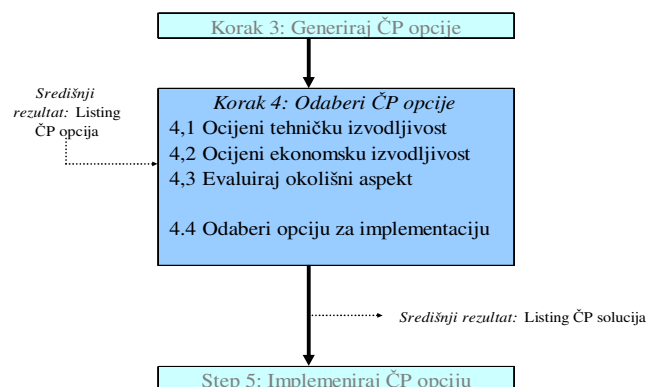 Korak 3: Generiraj ČP opcije
Središnji
rezultat: Listing
ČP opcija
Korak 4: Odaberi ČP opcije
4,1 Ocijeni tehničku izvodljivost
4,2 Ocijeni ekonomsku izvodljivost
4,3 Evaluiraj okolišni aspekt
4.4 Odaberi opciju za implementaciju
Središnji rezultat: Listing ČP solucija
Step 5: Implemeniraj ČP opciju